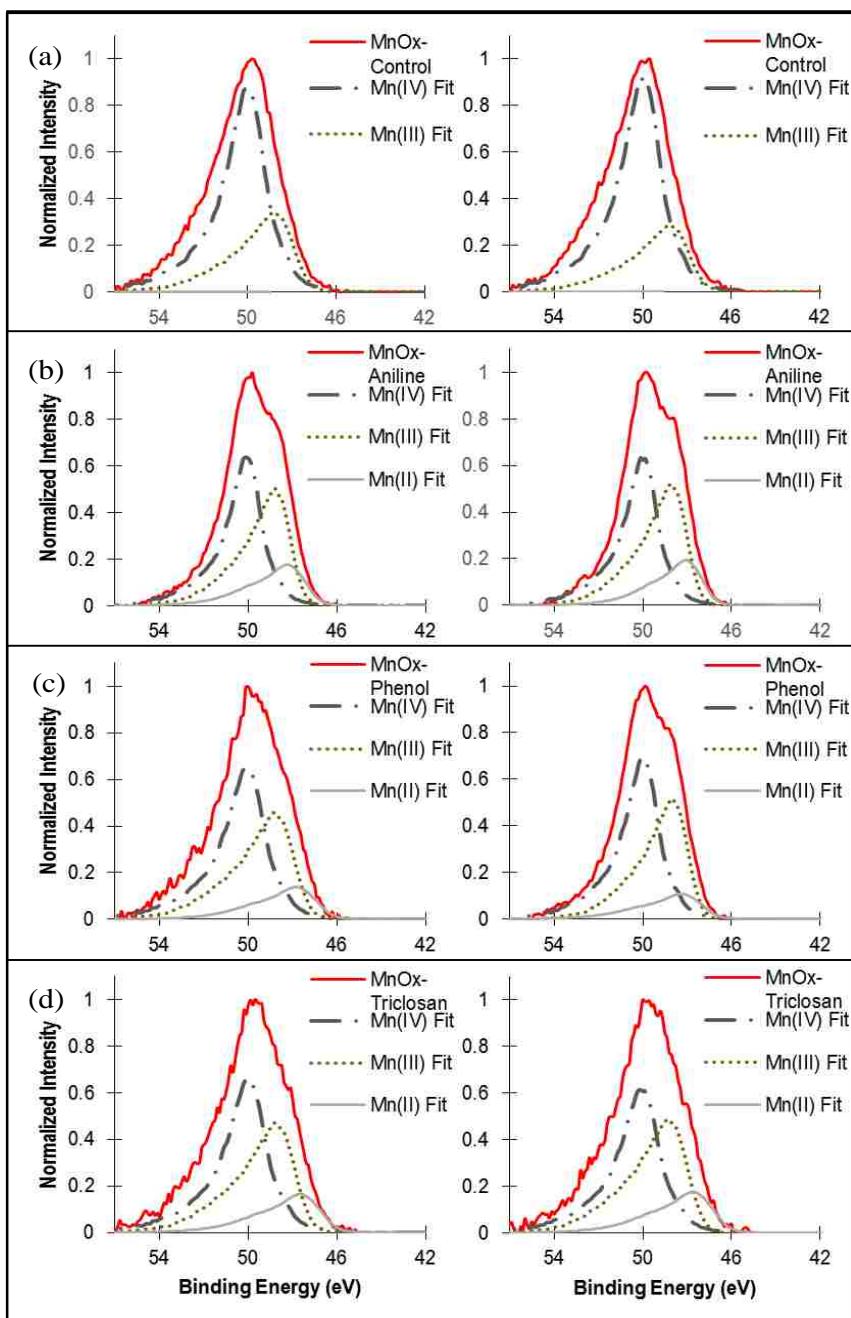 (a)
Normalized Intensity
1
0.8
0.6
0.4
0.2
0
54 50 46 42
MnOx-
Control
Mn(IV) Fit
Mn(III) Fit
1
0.8
0.6
0.4
0.2
0
54 50 46 42
MnOx-
Control
Mn(IV) Fit
Mn(III) Fit
(b)
Normalized Intensity
1
0.8
0.6
0.4
0.2
0
54 50 46 42
MnOx-
Aniline
Mn(IV) Fit
Mn(III) Fit
Mn(II) Fit
1
0.8
0.6
0.4
0.2
0
54 50 46 42
MnOx-
Aniline
Mn(IV) Fit
Mn(III) Fit
Mn(II) Fit
(c)
Normalized Intensity
1
0.8
0.6
0.4
0.2
0
54 50 46 42
MnOx-
Phenol
Mn(IV) Fit
Mn(III) Fit
Mn(II) Fit
1
0.8
0.6
0.4
0.2
0
54 50 46 42
MnOx-
Phenol
Mn(IV) Fit
Mn(III) Fit
Mn(II) Fit
(d)
Normalized Intensity
1
0.8
0.6
0.4
0.2
0
54 50 46 42
Binding Energy (eV)
MnOx-
Triclosan
Mn(IV) Fit
Mn(III) Fit
Mn(II) Fit
1
0.8
0.6
0.4
0.2
0
54 50 46 42
Binding Energy (eV)
MnOx-
Triclosan
Mn(IV) Fit
Mn(III) Fit
Mn(II) Fit